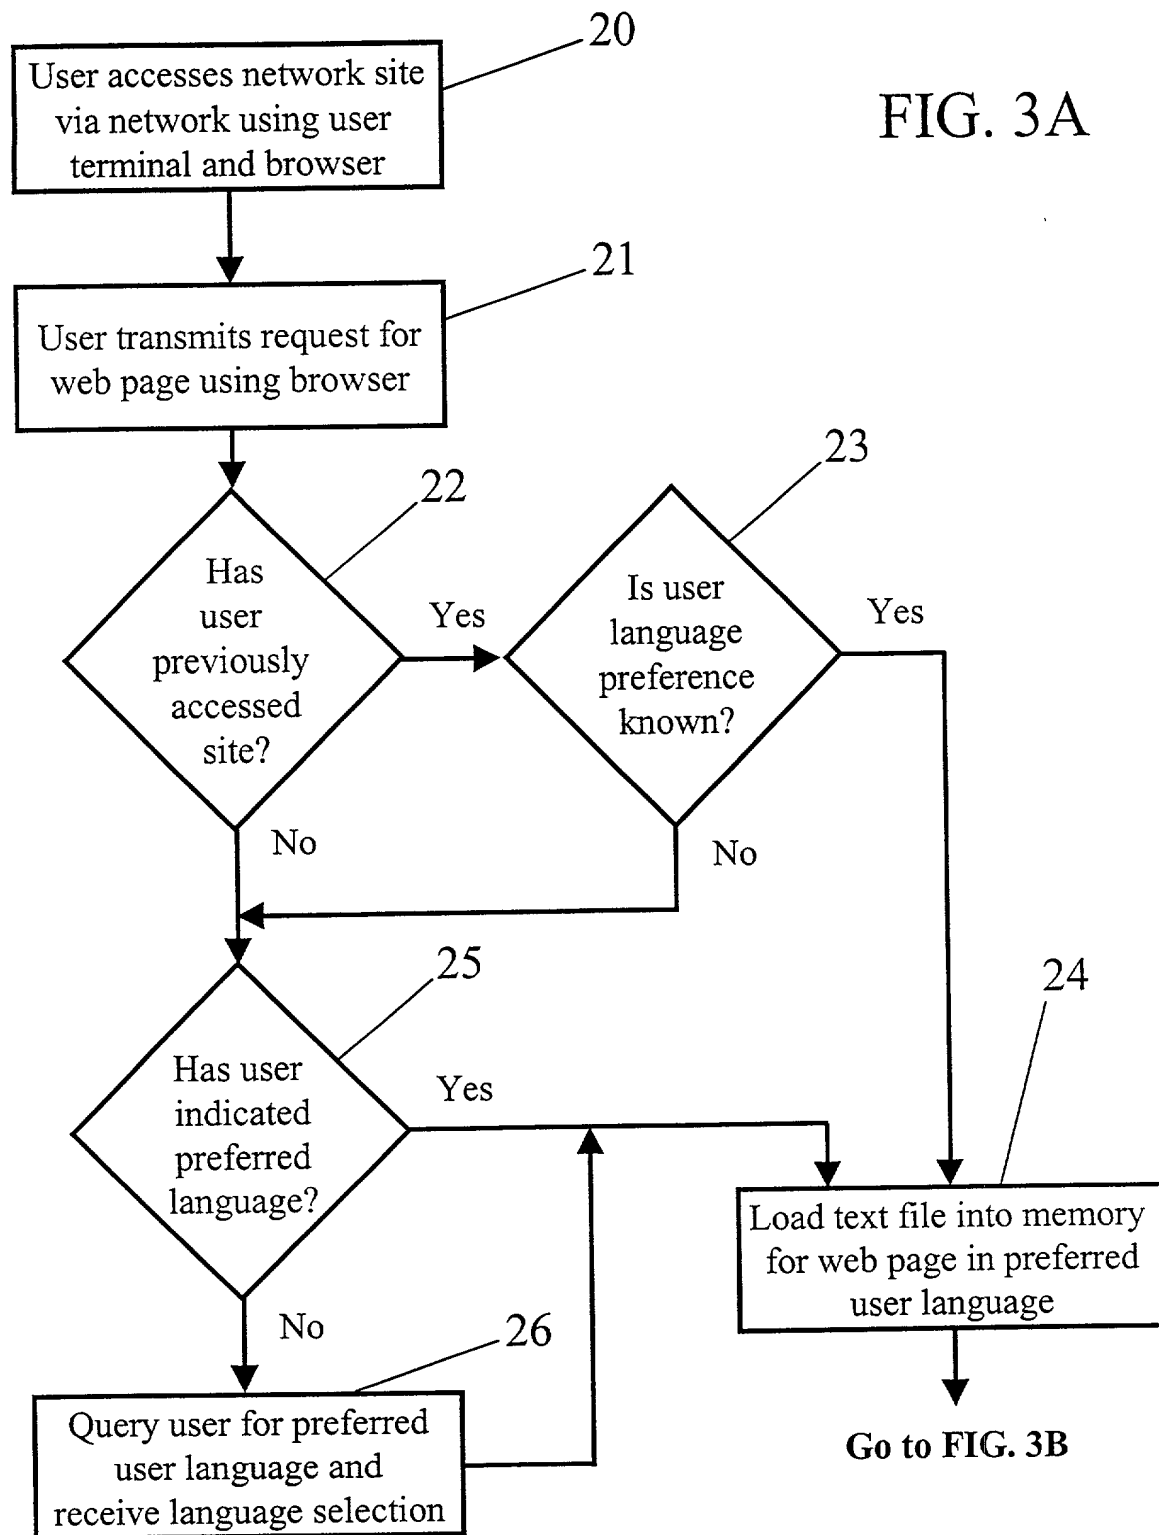 20
User accesses network site
via network using user
terminal and browser
FIG. 3A
21
User transmits request for
web page using browser
22
23
Has
user
previously
accessed
site?
Yes
Is user
language
preference
known?
Yes
No
No
25
24
Has user
indicated
preferred
language?
Yes
Load text file into memory
for web page in preferred
user language
No
26
Query user for preferred
user language and
receive language selection
Go to FIG. 3B